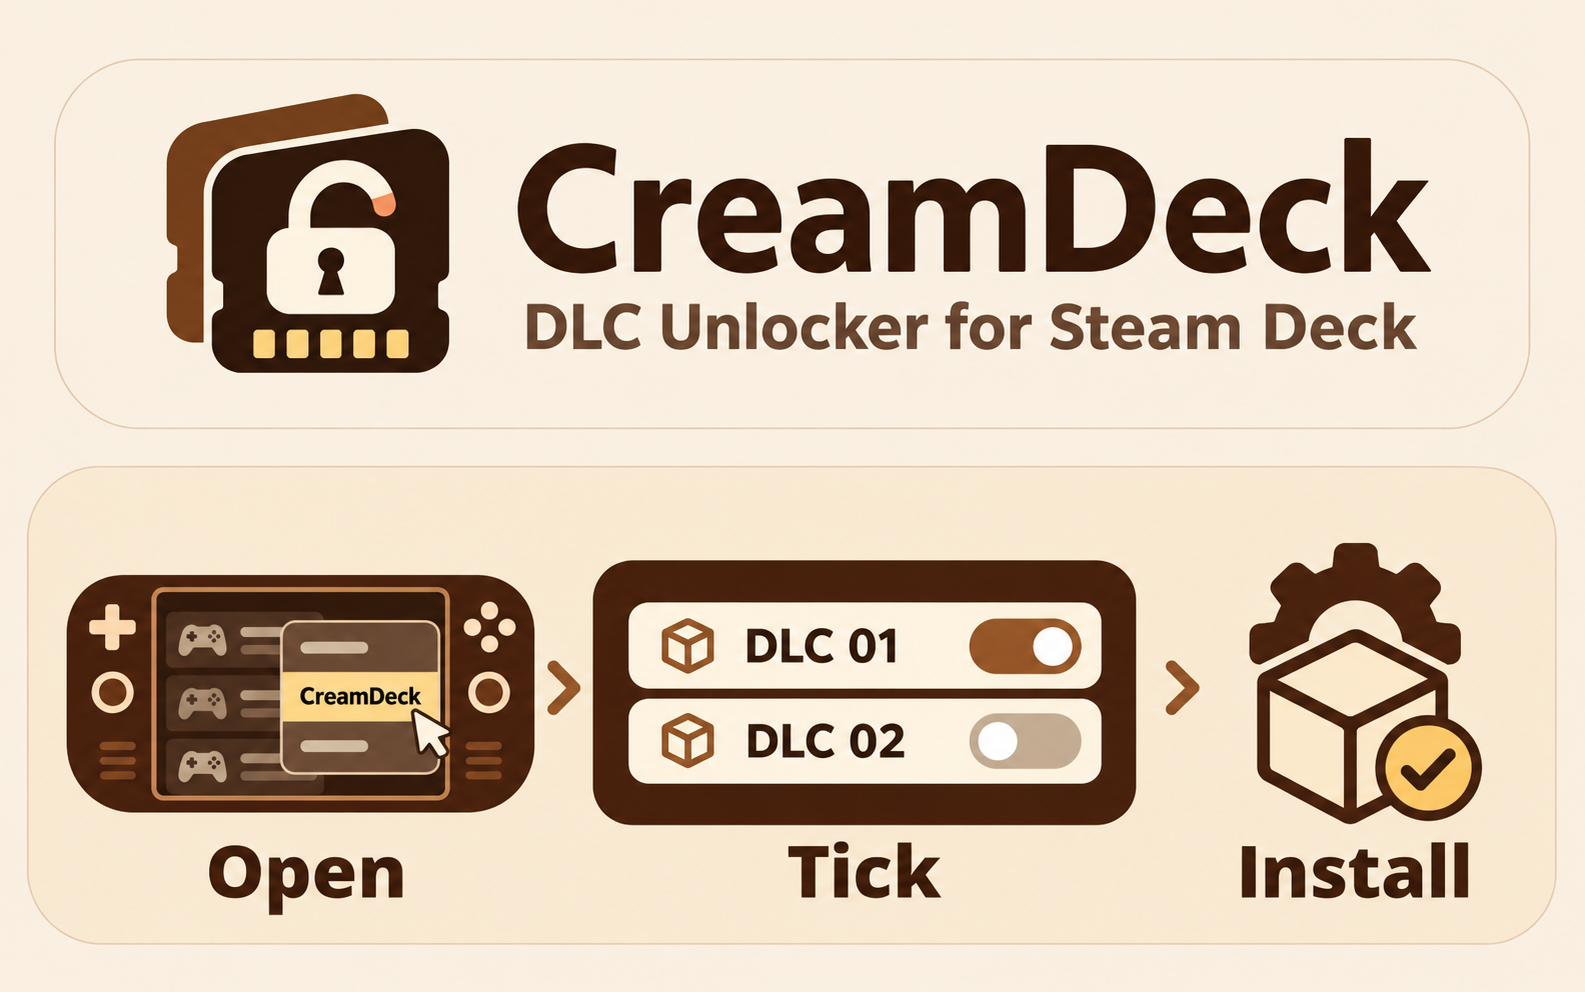 CreamDeck
DLC Unlocker for Steam Deck
CreamDeck
DLC 01
DLC 02
Open
Tick
Install